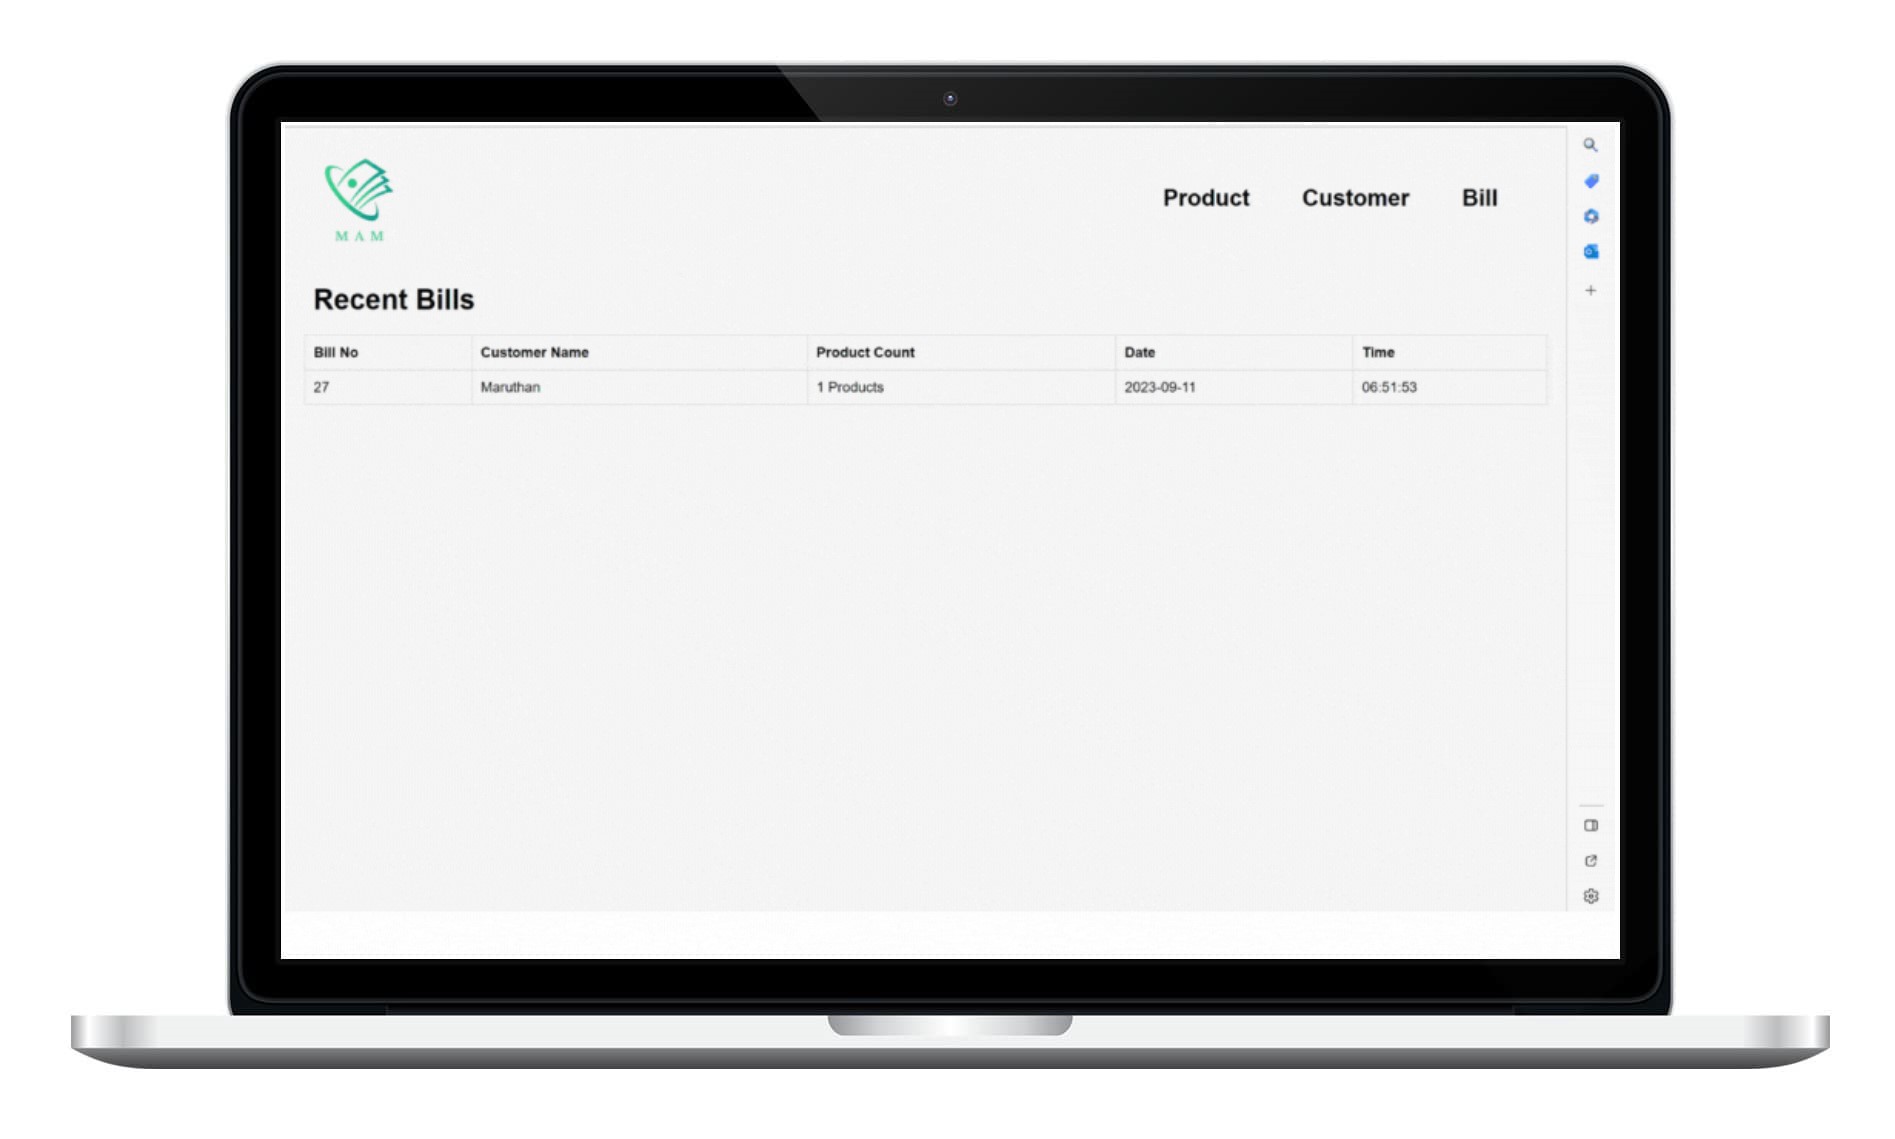 MAM
Product Customer Bill
Recent Bills
Bill No Customer Name Product Count Date Time
27 Maruthan 1 Products 2023-09-11 06:51:53